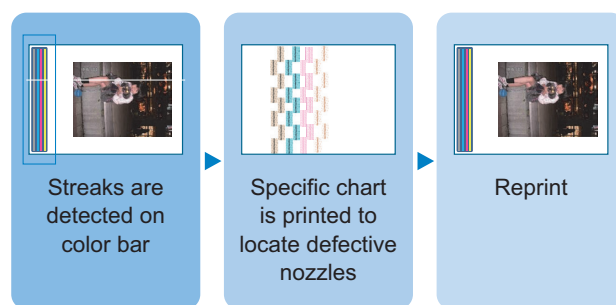 Streaks are
detected on
color bar
Specific chart
is printed to
locate defective
nozzles
Reprint